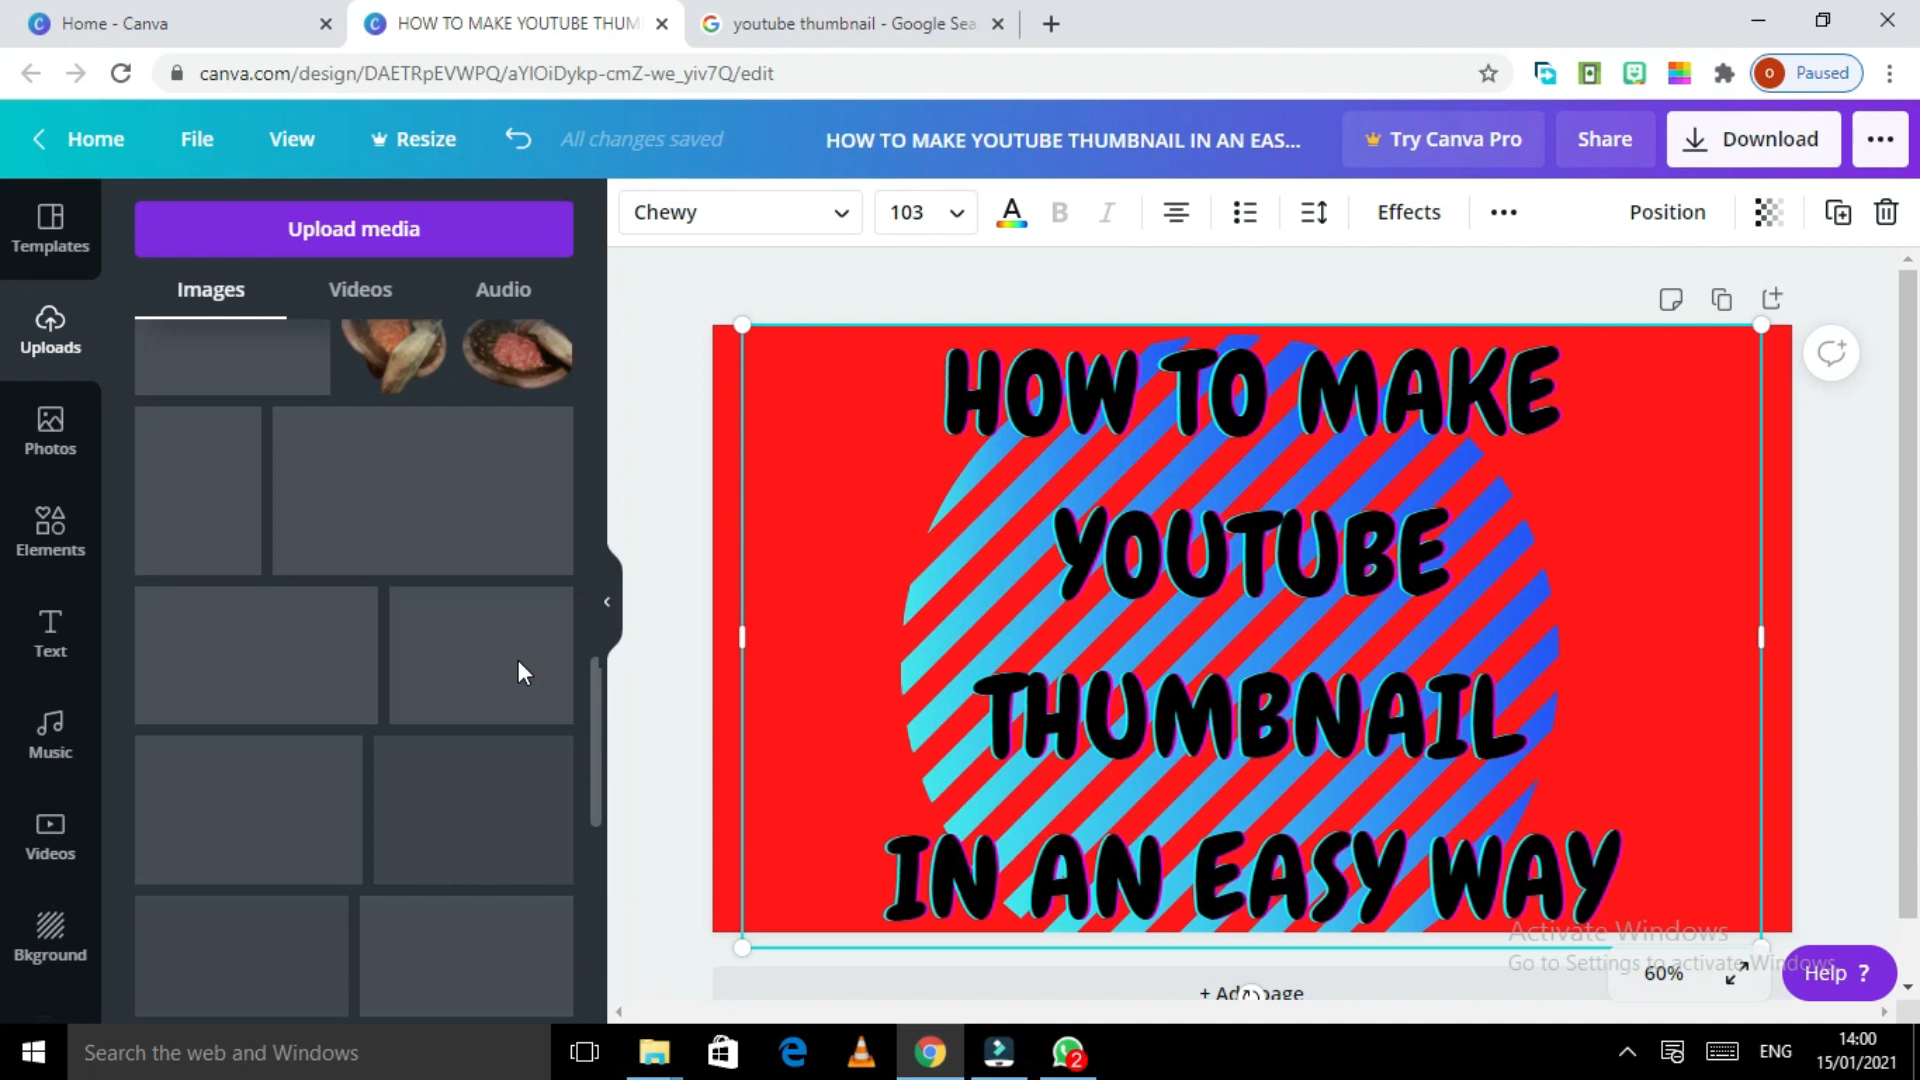 Home - Canva
HOW TO MAKE YOUTUBE THUM
youtube thumbnail - Google Sea
canva.com/design/DAETRpEVWPQ/aYlOiDykp-cmZ-we_yiv7Q/edit
O
Paused
Home
File
View
Resize
All changes saved
HOW TO MAKE YOUTUBE THUMBNAIL IN AN EAS...
Try Canva Pro
Share
Download
Templates
Uploads
Photos
Elements
Text
Music
Videos
Bkground
Upload media
Images
Videos
Audio
Chewy
103
A
B
I
Effects
Position
HOW TO MAKE
YOUTUBE
THUMBNAIL
IN AN EASY WAY
Activate Windows
Go to Settings to activate Windows.
60%
Help ?
+ Add page
Search the web and Windows
2
ENG
14:00
15/01/2021